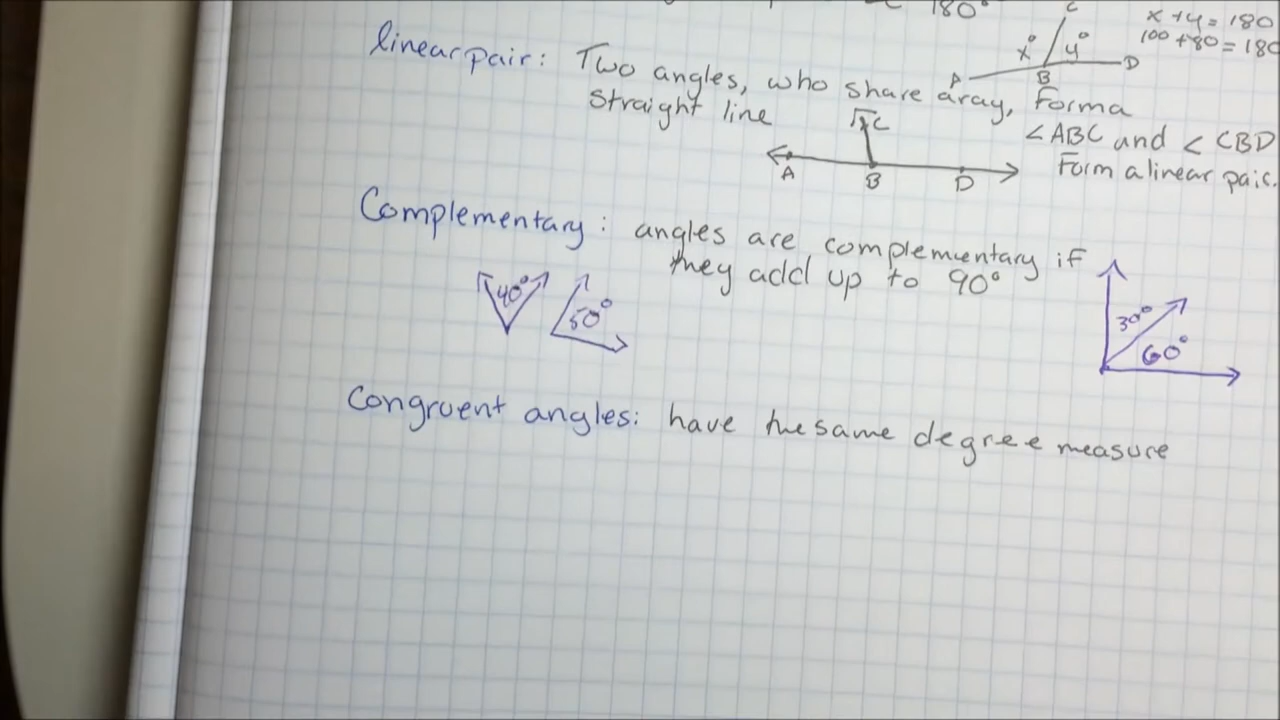 180°
C
x + y = 180
100 + 80 = 180
x° y°
A B D
linear pair: Two angles, who share a ray, form a
straight line
C
A B D
∠ABC and ∠CBD
Form a linear pair.
Complementary: angles are complementary if
they add up to 90°
40° 50°
30°
60°
Congruent angles: have the same degree measure